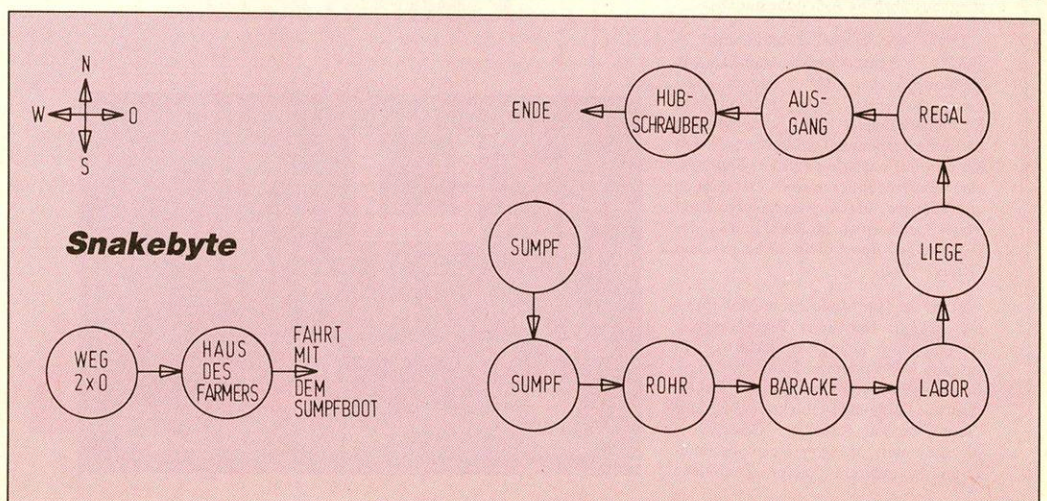 N
W
O
S
Snakebyte
WEG
2x0
HAUS
DES
FARMERS
FAHRT
MIT
DEM
SUMPFBOOT
ENDE
HUB-
SCHRAUBER
AUS-
GANG
REGAL
SUMPF
LIEGE
SUMPF
ROHR
BARACKE
LABOR